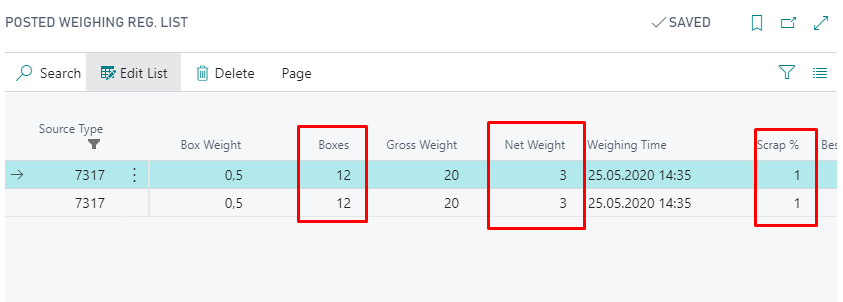 POSTED WEIGHING REG. LIST SAVED
Search Edit List Delete Page
Source Type Box Weight Boxes Gross Weight Net Weight Weighing Time Scrap % Bes
7317 0,5 12 20 3 25.05.2020 14:35 1
7317 0,5 12 20 3 25.05.2020 14:35 1